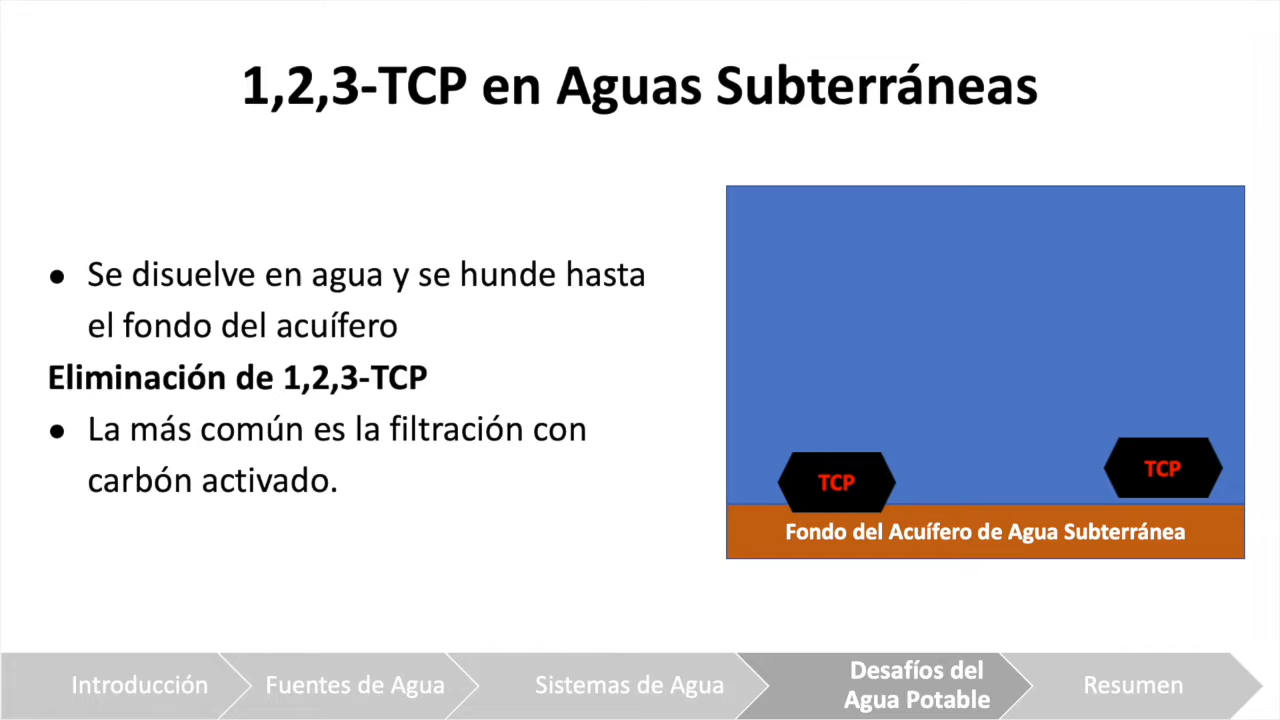 1,2,3-TCP en Aguas Subterráneas
● Se disuelve en agua y se hunde hasta
el fondo del acuífero
Eliminación de 1,2,3-TCP
● La más común es la filtración con
carbón activado.
TCP
TCP
Fondo del Acuífero de Agua Subterránea
Introducción
Fuentes de Agua
Sistemas de Agua
Desafíos del
Agua Potable
Resumen